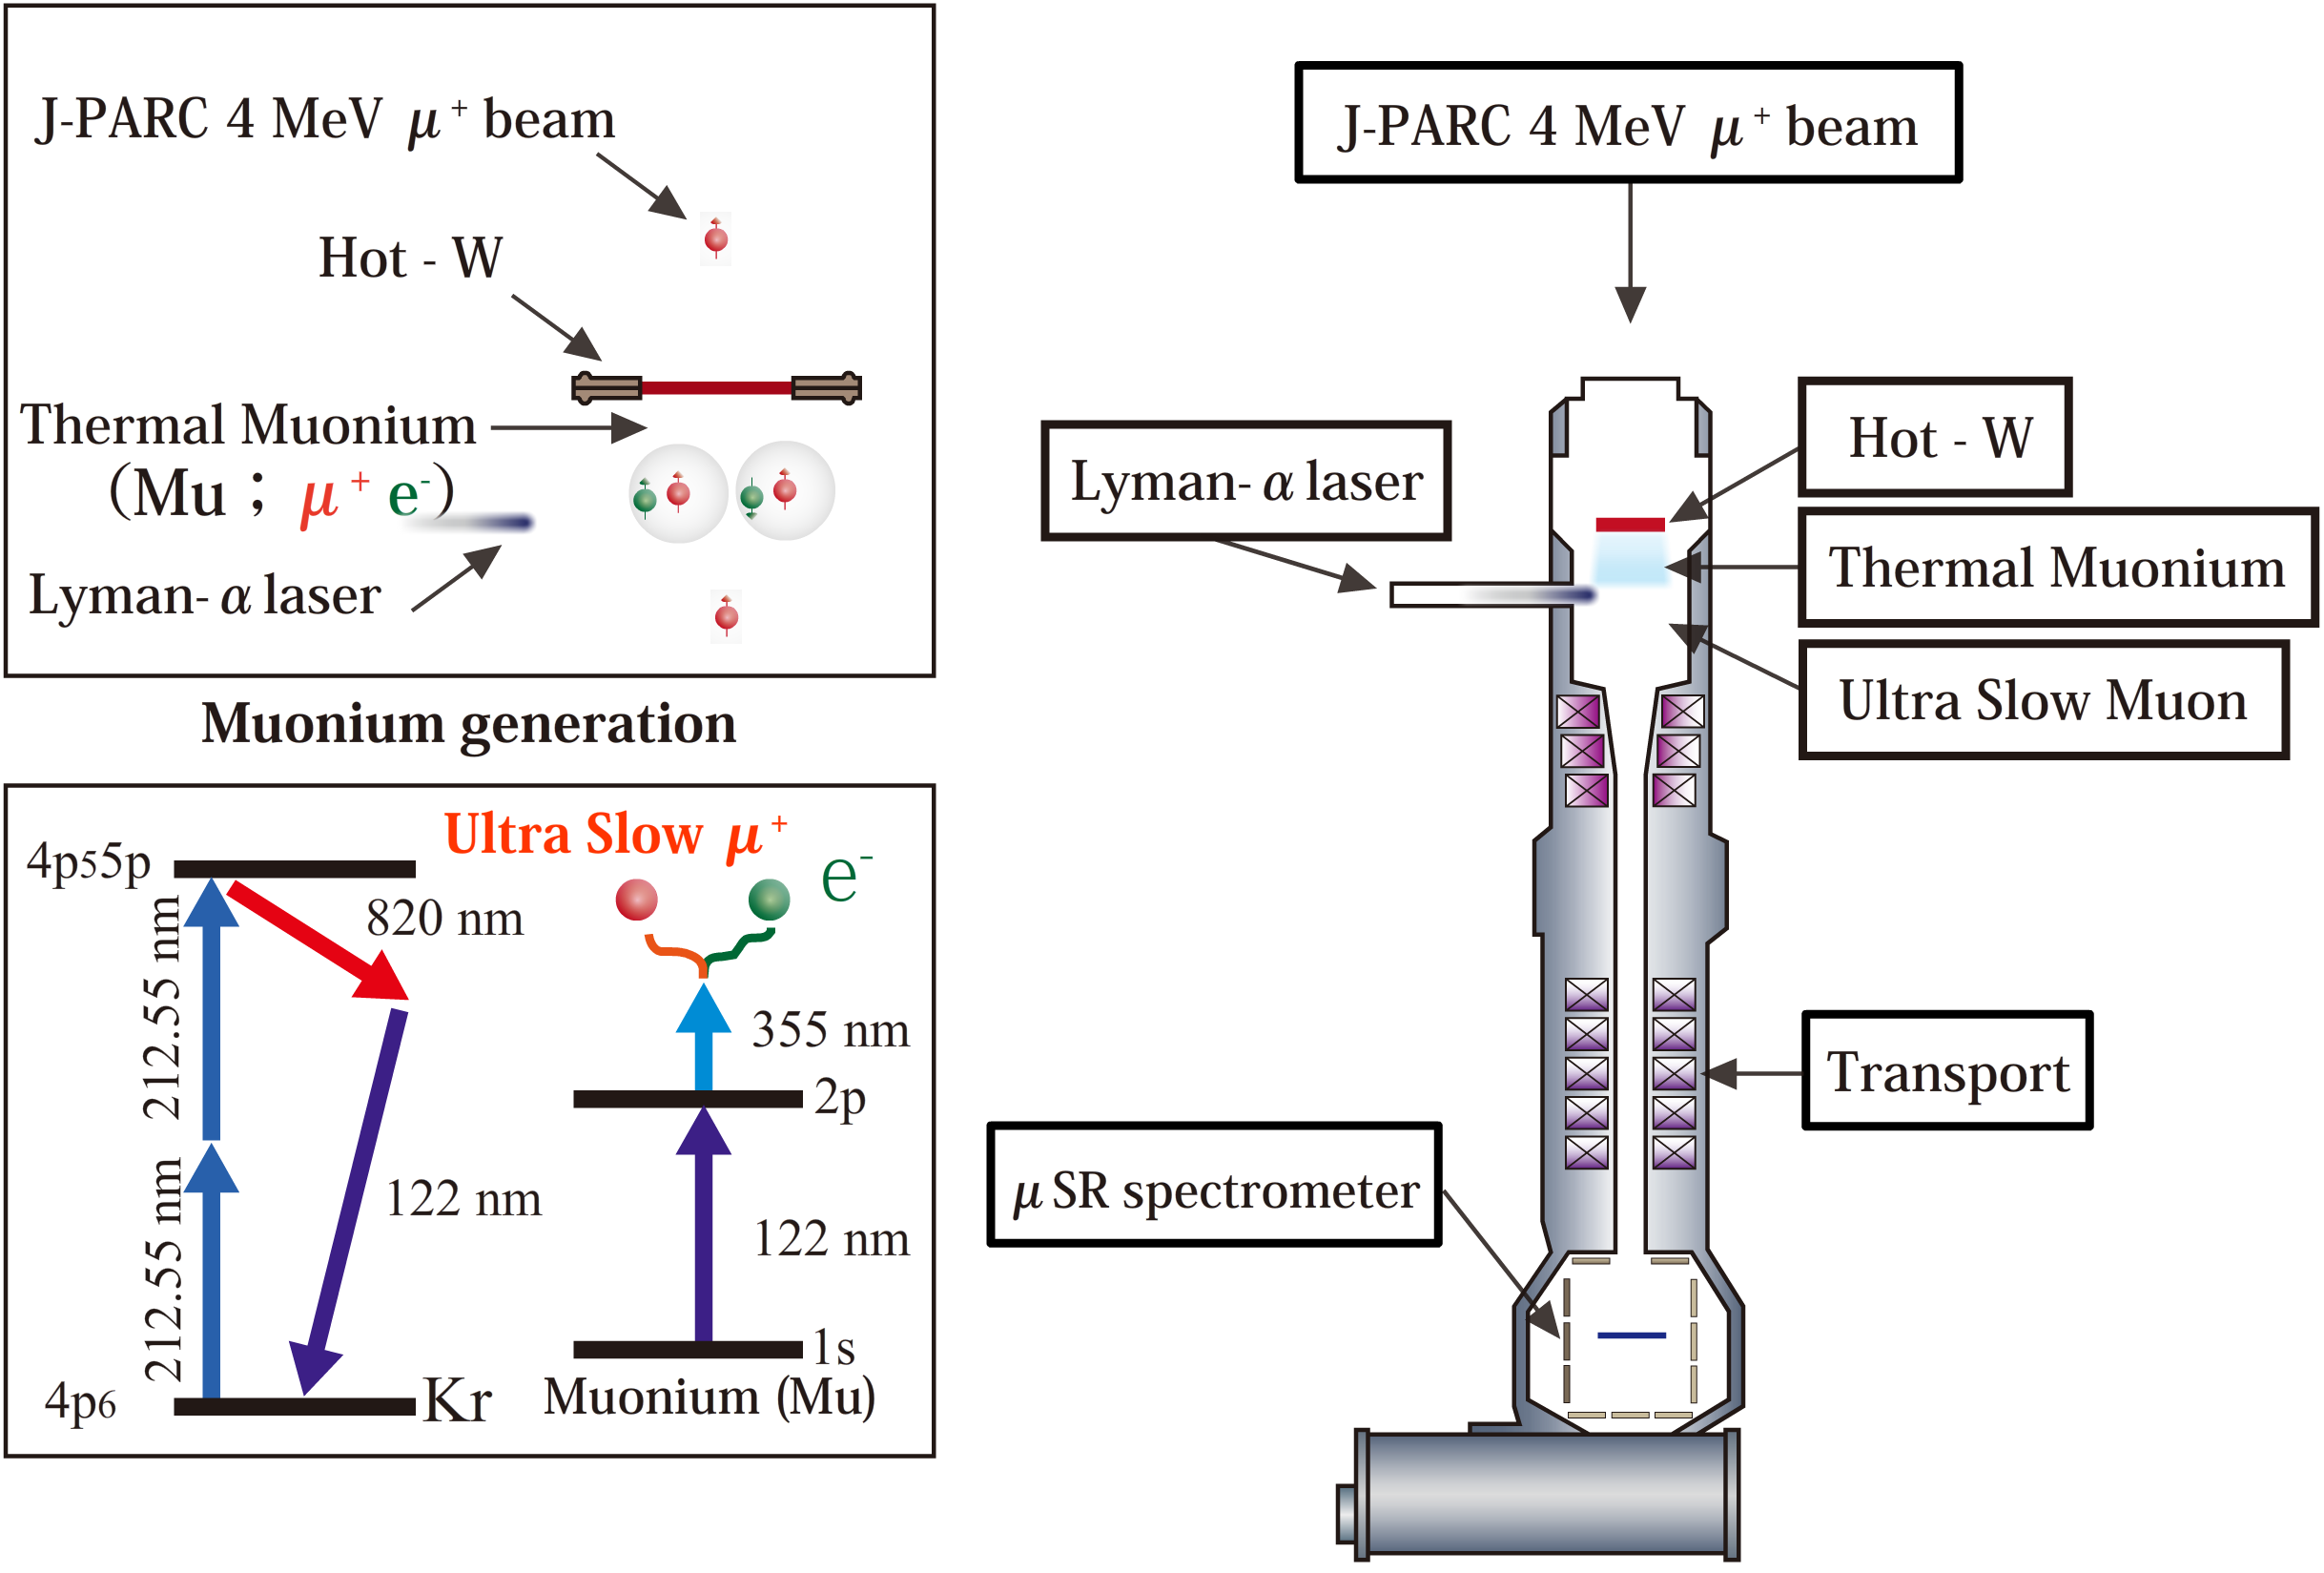 J-PARC 4 MeV μ+ beam
Hot - W
Thermal Muonium
(Mu ; μ+ e-)
Lyman- α laser
Muonium generation
Ultra Slow μ+
e-
4p55p
820 nm
212.55 nm
355 nm
2p
122 nm
212.55 nm
122 nm
1s
4p6
Kr
Muonium (Mu)
J-PARC 4 MeV μ+ beam
Lyman- α laser
Hot - W
Thermal Muonium
Ultra Slow Muon
Transport
μ SR spectrometer